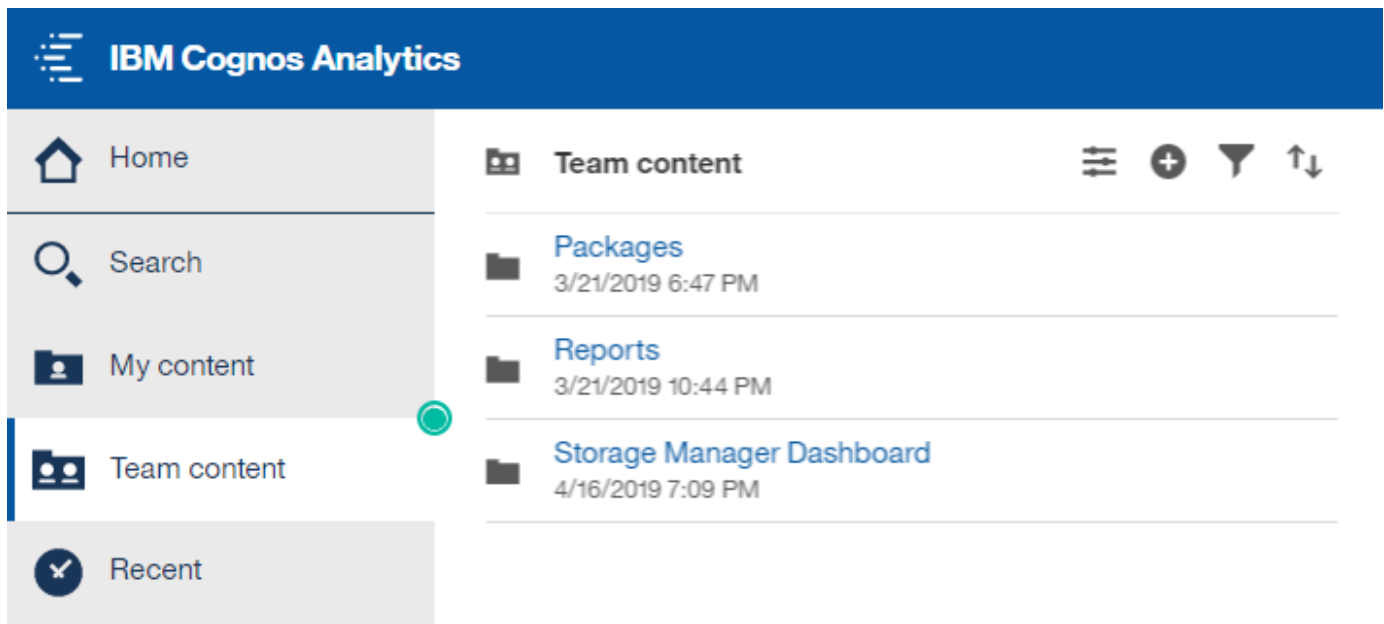 IBM Cognos Analytics
Home
Search
My content
Team content
Recent
Team content
Packages
3/21/2019 6:47 PM
Reports
3/21/2019 10:44 PM
Storage Manager Dashboard
4/16/2019 7:09 PM